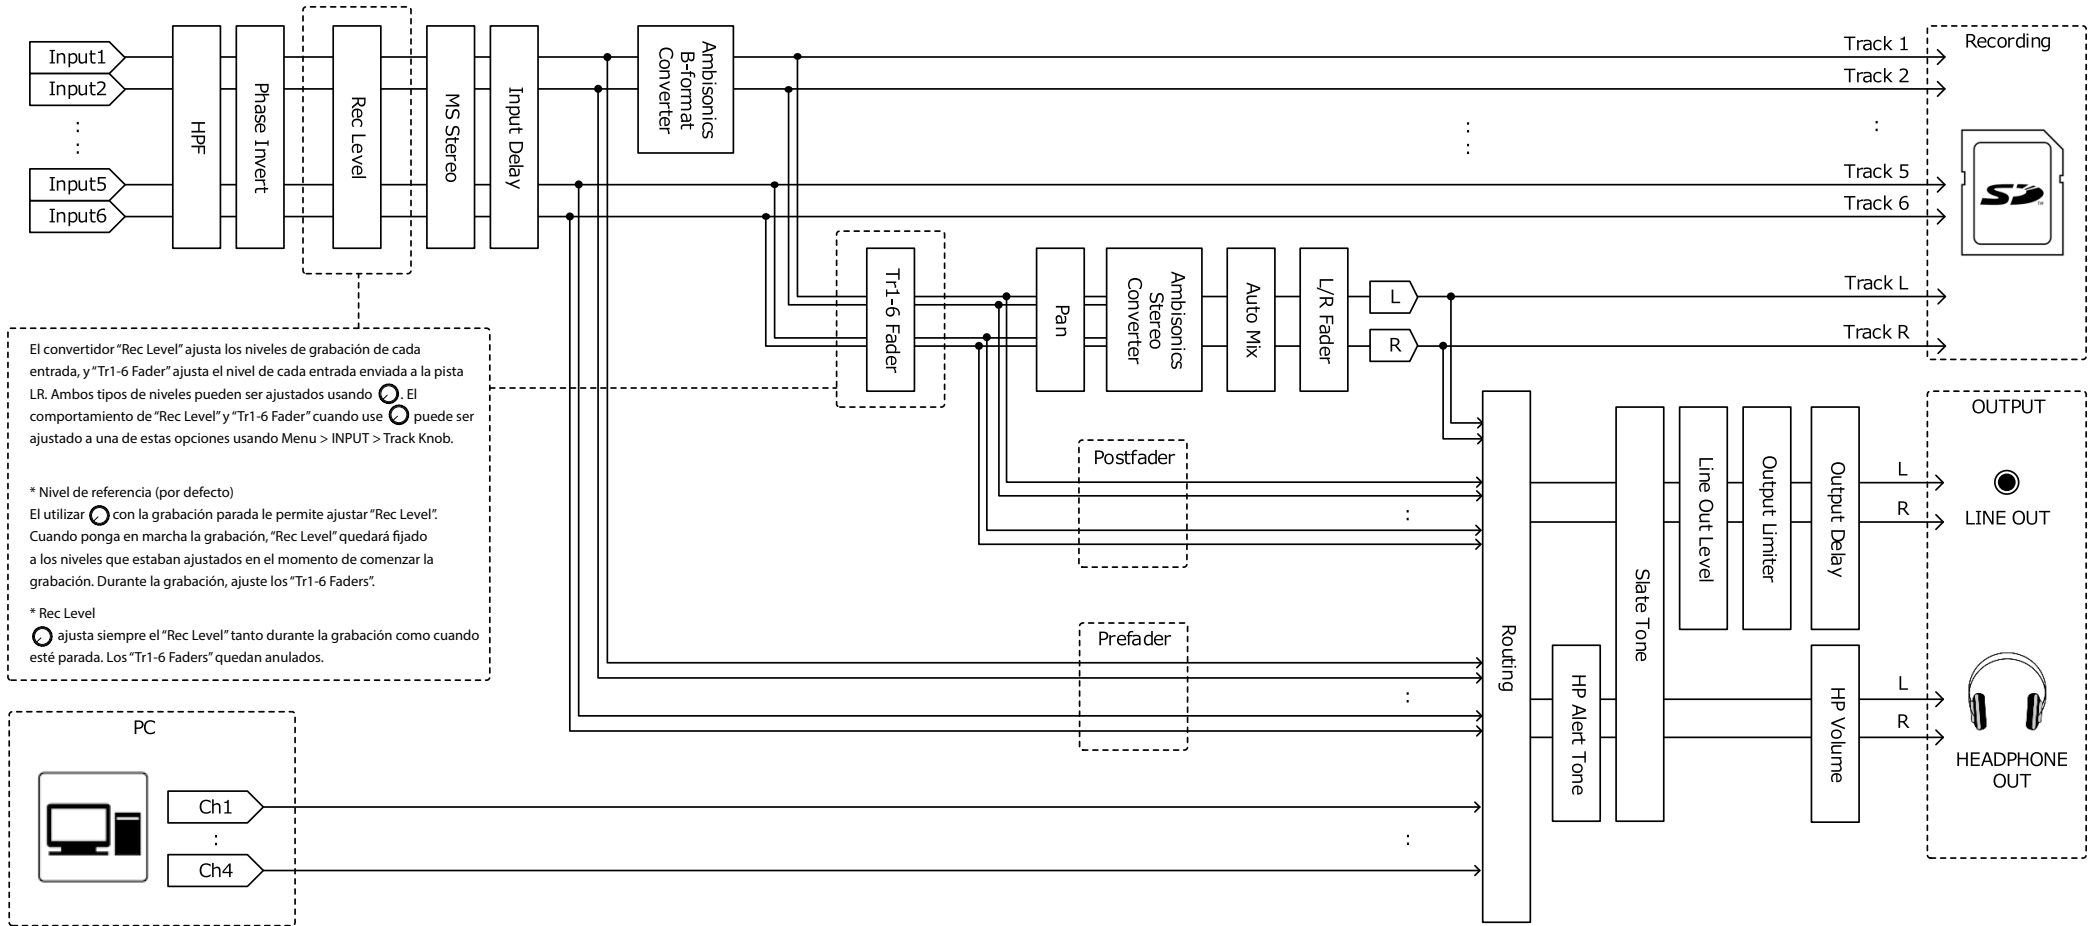 Input1
Input2
Input5
Input6
HPF
Phase Invert
Rec Level
MS Stereo
Input Delay
Ambisonics
B-format
Converter
Track 1
Track 2
Track 5
Track 6
Track L
Track R
Recording
SD
Tr1-6 Fader
Pan
Ambisonics
Stereo
Converter
Auto Mix
L/R Fader
L
R
El convertidor “Rec Level” ajusta los niveles de grabación de cada
entrada, y “Tr1-6 Fader” ajusta el nivel de cada entrada enviada a la pista
LR. Ambos tipos de niveles pueden ser ajustados usando . El
comportamiento de “Rec Level” y “Tr1-6 Fader” cuando use puede ser
ajustado a una de estas opciones usando Menu > INPUT > Track Knob.
* Nivel de referencia (por defecto)
El utilizar con la grabación parada le permite ajustar “Rec Level”.
Cuando ponga en marcha la grabación, “Rec Level” quedará fijado
a los niveles que estaban ajustados en el momento de comenzar la
grabación. Durante la grabación, ajuste los “Tr1-6 Faders”.
* Rec Level
ajusta siempre el “Rec Level” tanto durante la grabación como cuando
esté parada. Los “Tr1-6 Faders” quedan anulados.
Postfader
Prefader
PC
Ch1
Ch4
Routing
HP Alert Tone
Slate Tone
Line Out Level
Output Limiter
Output Delay
HP Volume
OUTPUT
L
R
LINE OUT
L
R
HEADPHONE
OUT